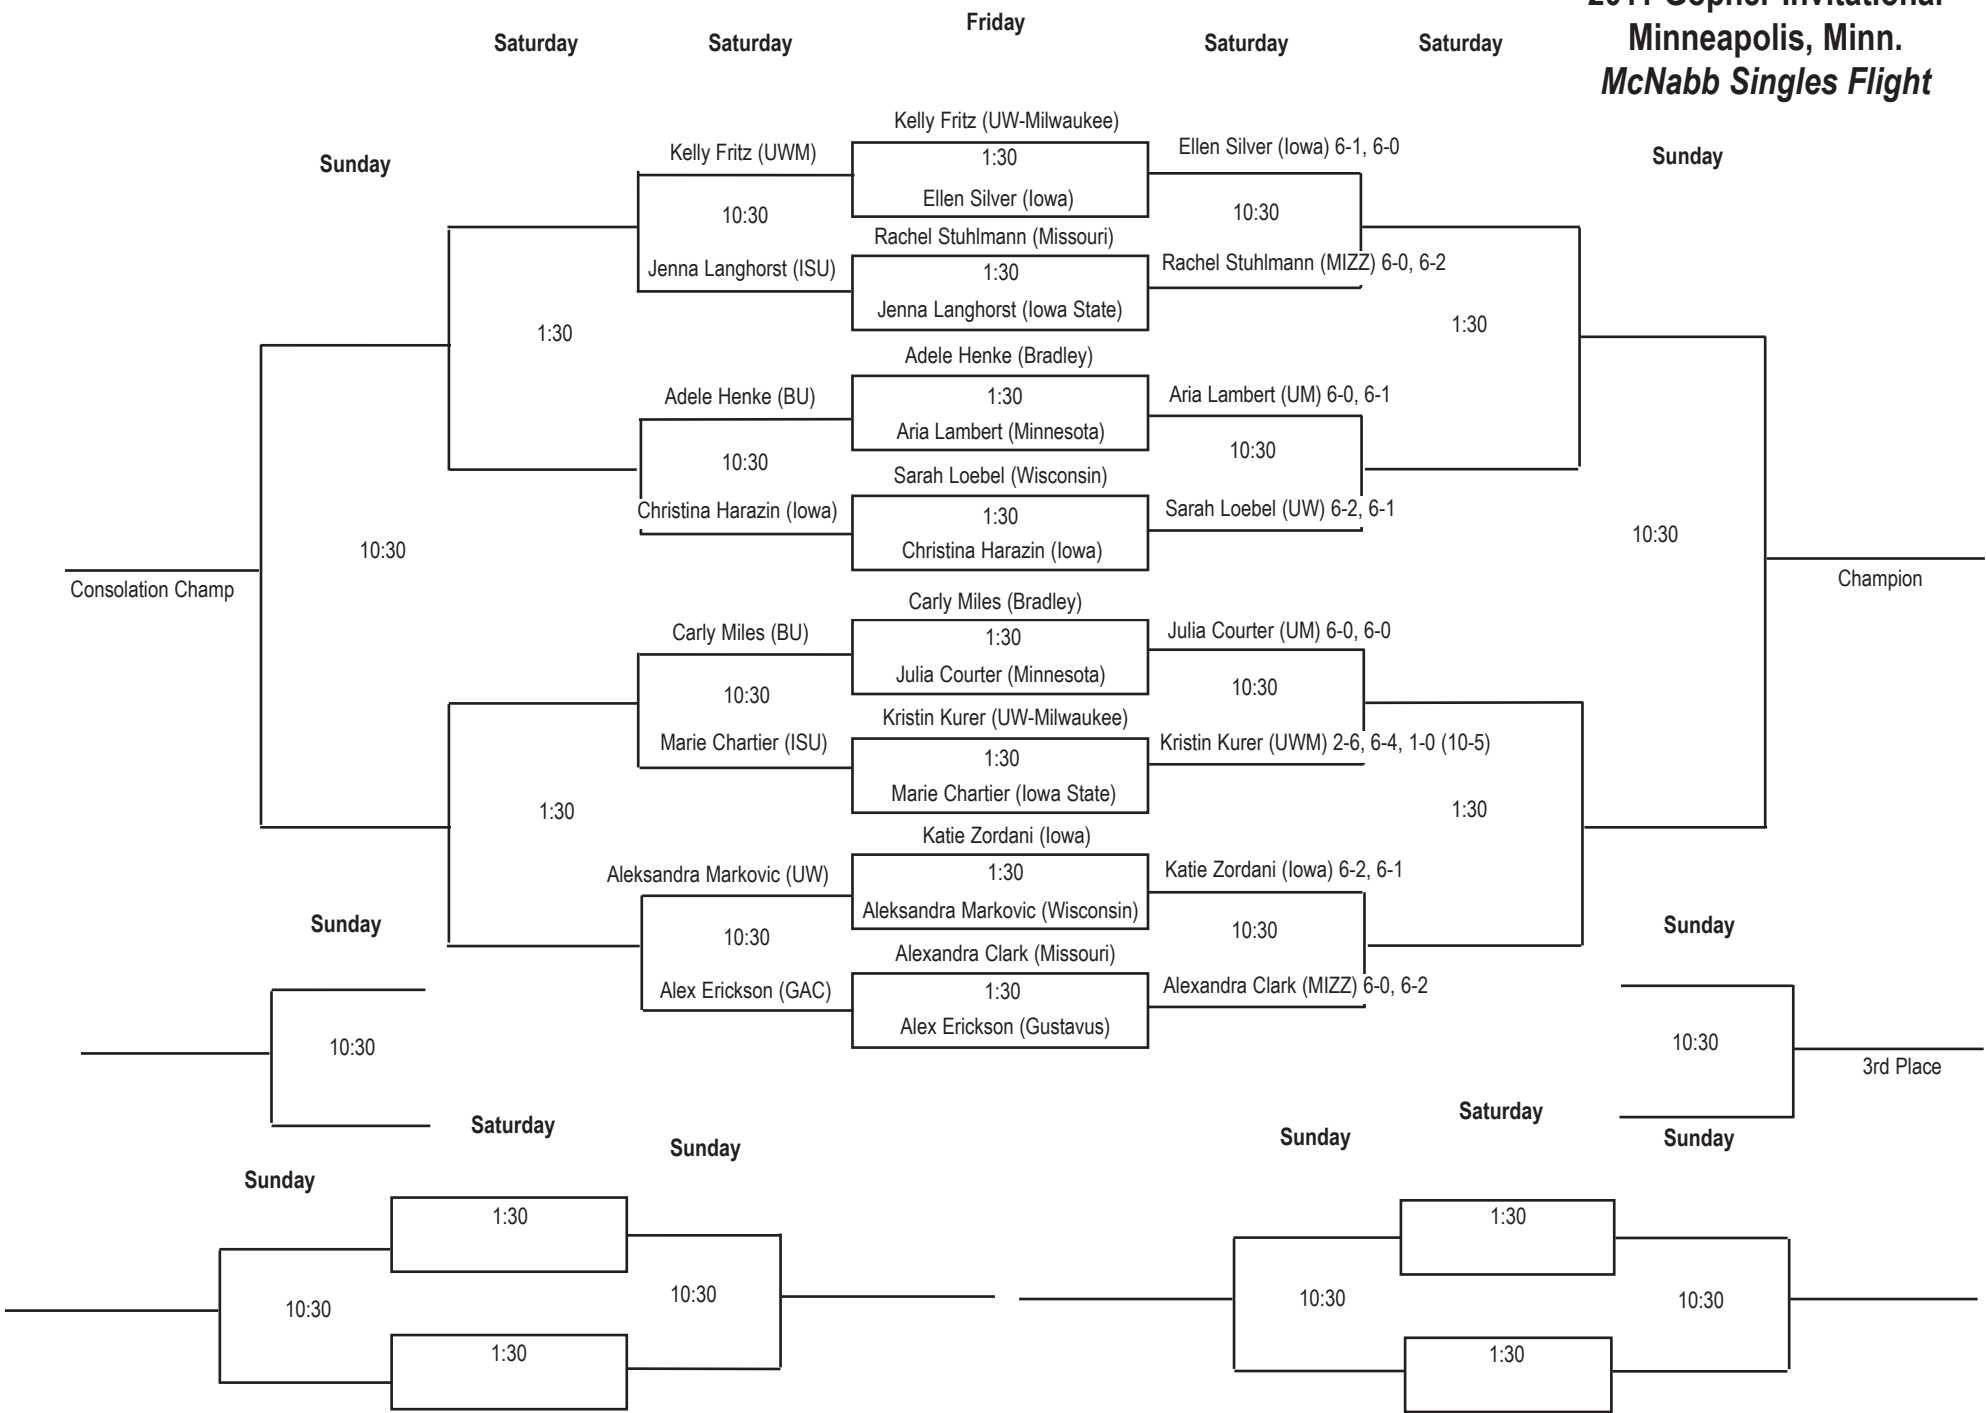 2011 Gopher Invitational
Minneapolis, Minn.
McNabb Singles Flight
Friday
Saturday
Saturday
Saturday
Saturday
Sunday
Sunday
Kelly Fritz (UW-Milwaukee)
1:30
Ellen Silver (Iowa)
Rachel Stuhlmann (Missouri)
1:30
Jenna Langhorst (Iowa State)
Adele Henke (Bradley)
1:30
Aria Lambert (Minnesota)
Sarah Loebel (Wisconsin)
1:30
Christina Harazin (Iowa)
Carly Miles (Bradley)
1:30
Julia Courter (Minnesota)
Kristin Kurer (UW-Milwaukee)
1:30
Marie Chartier (Iowa State)
Katie Zordani (Iowa)
1:30
Aleksandra Markovic (Wisconsin)
Alexandra Clark (Missouri)
1:30
Alex Erickson (Gustavus)
Kelly Fritz (UWM)
10:30
Jenna Langhorst (ISU)
Adele Henke (BU)
10:30
Christina Harazin (Iowa)
Carly Miles (BU)
10:30
Marie Chartier (ISU)
Aleksandra Markovic (UW)
10:30
Alex Erickson (GAC)
1:30
1:30
10:30
Consolation Champ
Ellen Silver (Iowa) 6-1, 6-0
10:30
Rachel Stuhlmann (MIZZ) 6-0, 6-2
Aria Lambert (UM) 6-0, 6-1
10:30
Sarah Loebel (UW) 6-2, 6-1
Julia Courter (UM) 6-0, 6-0
10:30
Kristin Kurer (UWM) 2-6, 6-4, 1-0 (10-5)
Katie Zordani (Iowa) 6-2, 6-1
10:30
Alexandra Clark (MIZZ) 6-0, 6-2
1:30
1:30
10:30
Champion
Sunday
10:30
Sunday
10:30
3rd Place
Saturday
Sunday
Sunday
1:30
10:30
10:30
1:30
Saturday
Sunday
Sunday
1:30
10:30
10:30
1:30